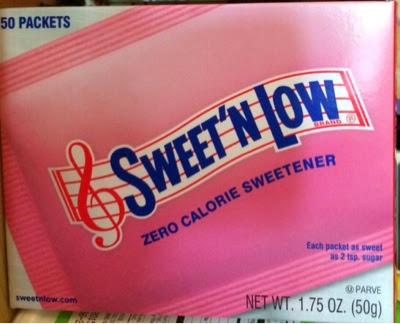 50 PACKETS
SWEET'N LOW
BRAND ®
ZERO CALORIE SWEETENER
Each packet as sweet
as 2 tsp. sugar
sweetnlow.com
Ⓤ PARVE
NET WT. 1.75 OZ. (50g)